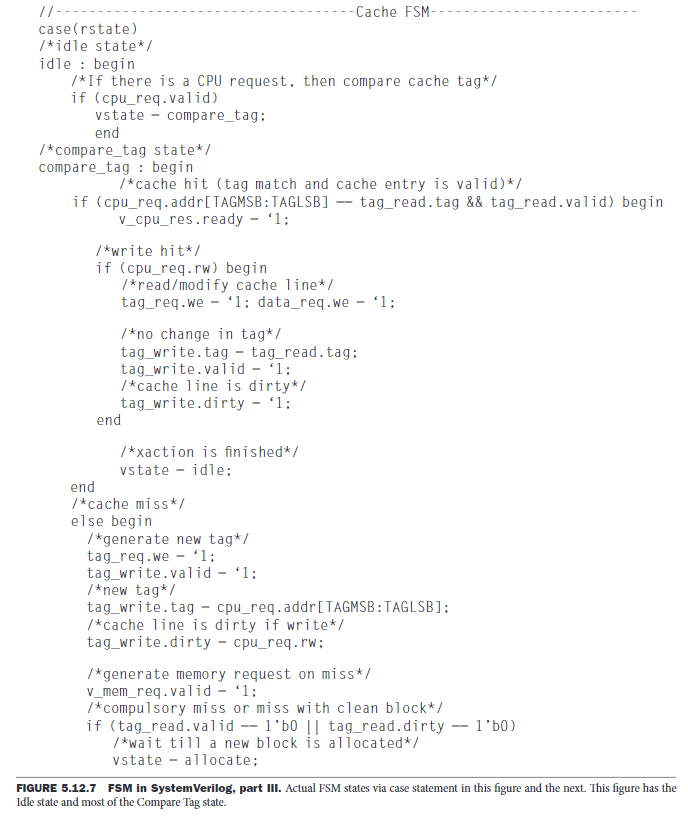 //-----------------------------------Cache FSM-------------------------
case(rstate)
/*idle state*/
idle : begin
/*If there is a CPU request, then compare cache tag*/
if (cpu_req.valid)
vstate = compare_tag;
end
/*compare_tag state*/
compare_tag : begin
/*cache hit (tag match and cache entry is valid)*/
if (cpu_req.addr[TAGMSB:TAGLSB] == tag_read.tag && tag_read.valid) begin
v_cpu_res.ready = ‘1;
/*write hit*/
if (cpu_req.rw) begin
/*read/modify cache line*/
tag_req.we = ‘1; data_req.we = ‘1;
/*no change in tag*/
tag_write.tag = tag_read.tag;
tag_write.valid = ‘1;
/*cache line is dirty*/
tag_write.dirty = ‘1;
end
/*xaction is finished*/
vstate = idle;
end
/*cache miss*/
else begin
/*generate new tag*/
tag_req.we = ‘1;
tag_write.valid = ‘1;
/*new tag*/
tag_write.tag = cpu_req.addr[TAGMSB:TAGLSB];
/*cache line is dirty if write*/
tag_write.dirty = cpu_req.rw;
/*generate memory request on miss*/
v_mem_req.valid = ‘1;
/*compulsory miss or miss with clean block*/
if (tag_read.valid == 1’b0 || tag_read.dirty == 1’b0)
/*wait till a new block is allocated*/
vstate = allocate;
FIGURE 5.12.7 FSM in SystemVerilog, part III. Actual FSM states via case statement in this figure and the next. This figure has the
Idle state and most of the Compare Tag state.